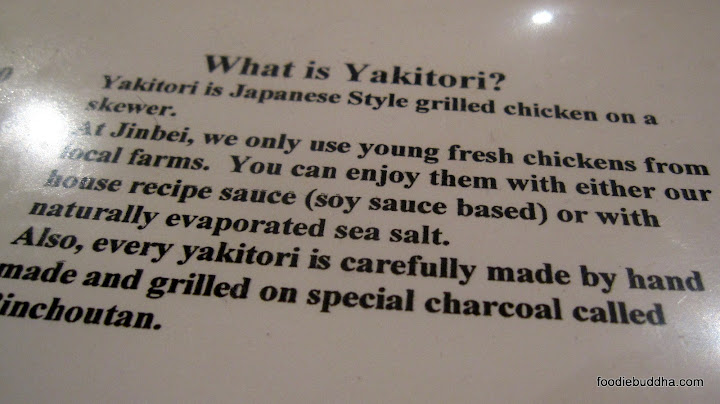 What is Yakitori?
Yakitori is Japanese Style grilled chicken on a
skewer.
At Jinbei, we only use young fresh chickens from
local farms. You can enjoy them with either our
house recipe sauce (soy sauce based) or with
naturally evaporated sea salt.
Also, every yakitori is carefully made by hand
made and grilled on special charcoal called
Binchoutan.
foodiebuddha.com